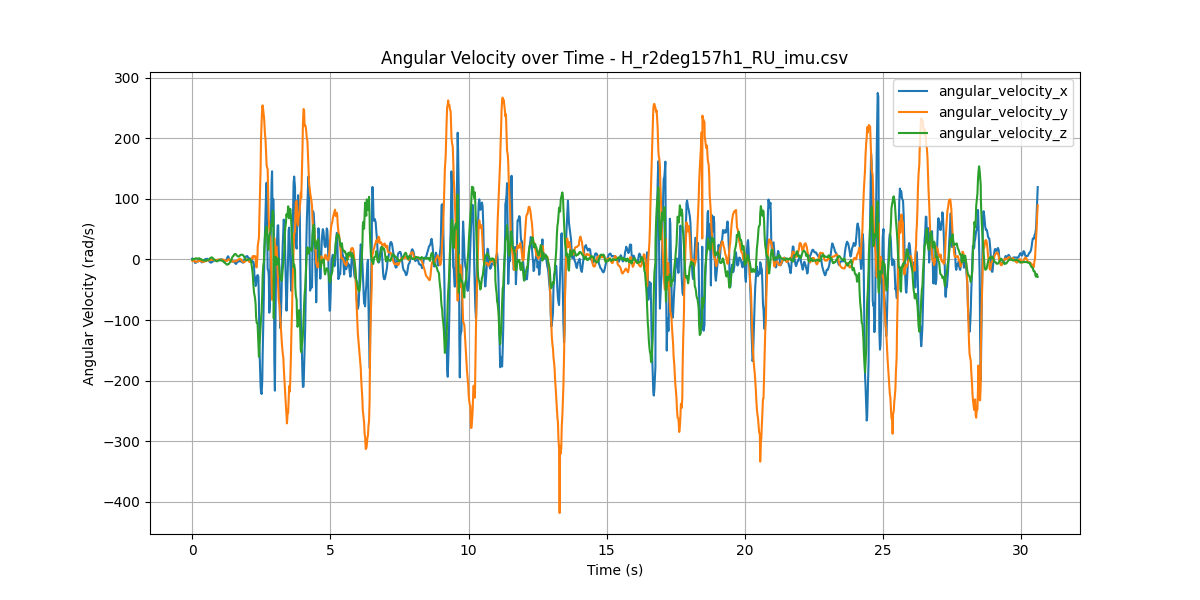 Angular Velocity over Time - H_r2deg157h1_RU_imu.csv
angular_velocity_x
angular_velocity_y
angular_velocity_z
Angular Velocity (rad/s)
300
200
100
0
−100
−200
−300
−400
0 5 10 15 20 25 30
Time (s)